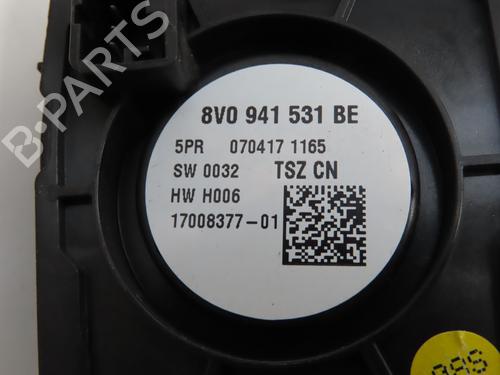 B-PARTS
8V0 941 531 BE
5PR 070417 1165
SW 0032 TSZ CN
HW H006
17008377-01